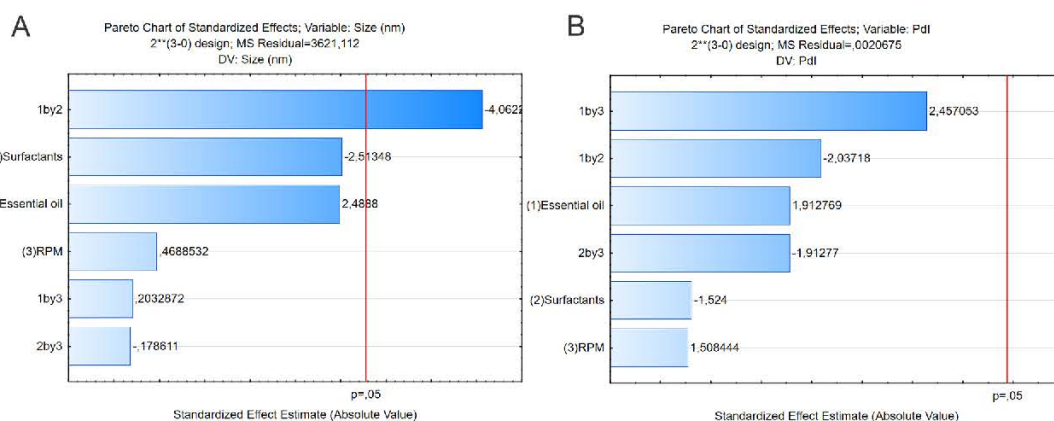 A
Pareto Chart of Standardized Effects; Variable: Size (nm)
2**(3-0) design; MS Residual=3621,112
DV: Size (nm)
1by2
-4,0622
)Surfactants
-2,51348
Essential oil
2,4888
(3)RPM
,4688532
1by3
,2032872
2by3
-,178611
p=,05
Standardized Effect Estimate (Absolute Value)
B
Pareto Chart of Standardized Effects; Variable: PdI
2**(3-0) design; MS Residual=,0020675
DV: PdI
1by3
2,457053
1by2
-2,03718
(1)Essential oil
1,912769
2by3
-1,91277
(2)Surfactants
-1,524
(3)RPM
1,508444
p=,05
Standardized Effect Estimate (Absolute Value)